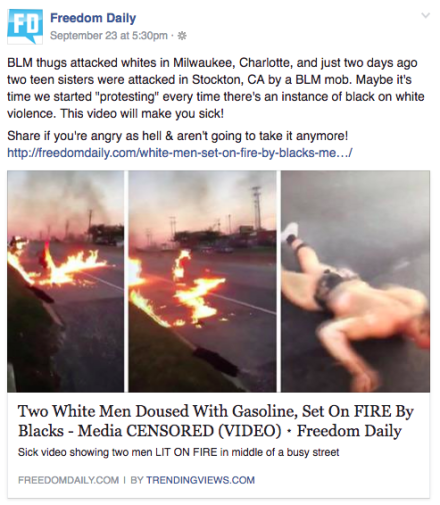 FD
Freedom Daily
September 23 at 5:30pm ·
BLM thugs attacked whites in Milwaukee, Charlotte, and just two days ago
two teen sisters were attacked in Stockton, CA by a BLM mob. Maybe it's
time we started "protesting" every time there's an instance of black on white
violence. This video will make you sick!
Share if you're angry as hell & aren't going to take it anymore!
http://freedomdaily.com/white-men-set-on-fire-by-blacks-me.../
Two White Men Doused With Gasoline, Set On FIRE By
Blacks - Media CENSORED (VIDEO) • Freedom Daily
Sick video showing two men LIT ON FIRE in middle of a busy street
FREEDOMDAILY.COM | BY TRENDINGVIEWS.COM